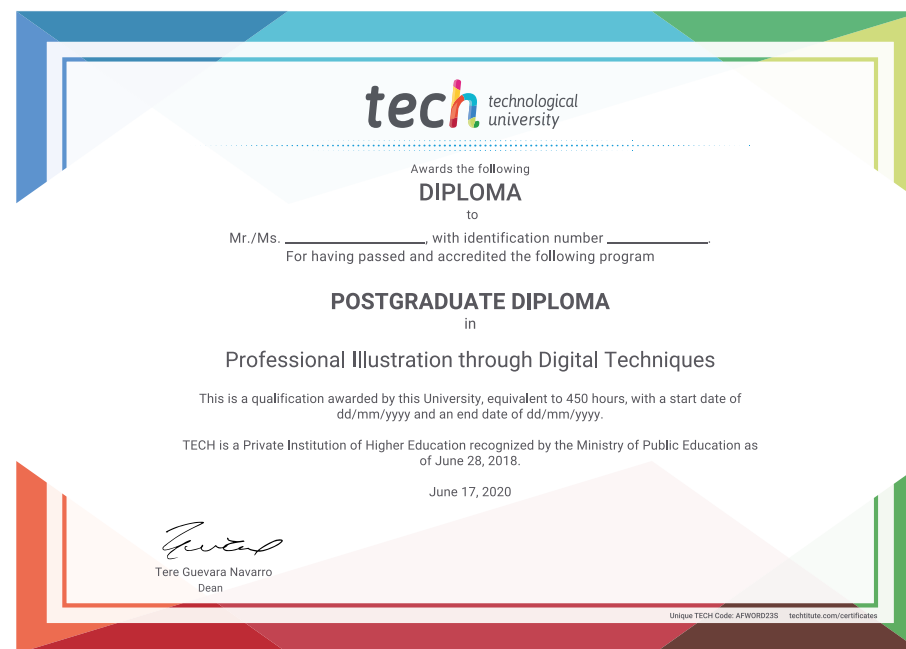 tech technological
university
Awards the following
DIPLOMA
to
Mr./Ms. ____________________, with identification number ______________.
For having passed and accredited the following program
POSTGRADUATE DIPLOMA
in
Professional Illustration through Digital Techniques
This is a qualification awarded by this University, equivalent to 450 hours, with a start date of
dd/mm/yyyy and an end date of dd/mm/yyyy.
TECH is a Private Institution of Higher Education recognized by the Ministry of Public Education as
of June 28, 2018.
June 17, 2020
Tere Guevara Navarro
Dean
Unique TECH Code: AFWORD23S techtitute.com/certificates